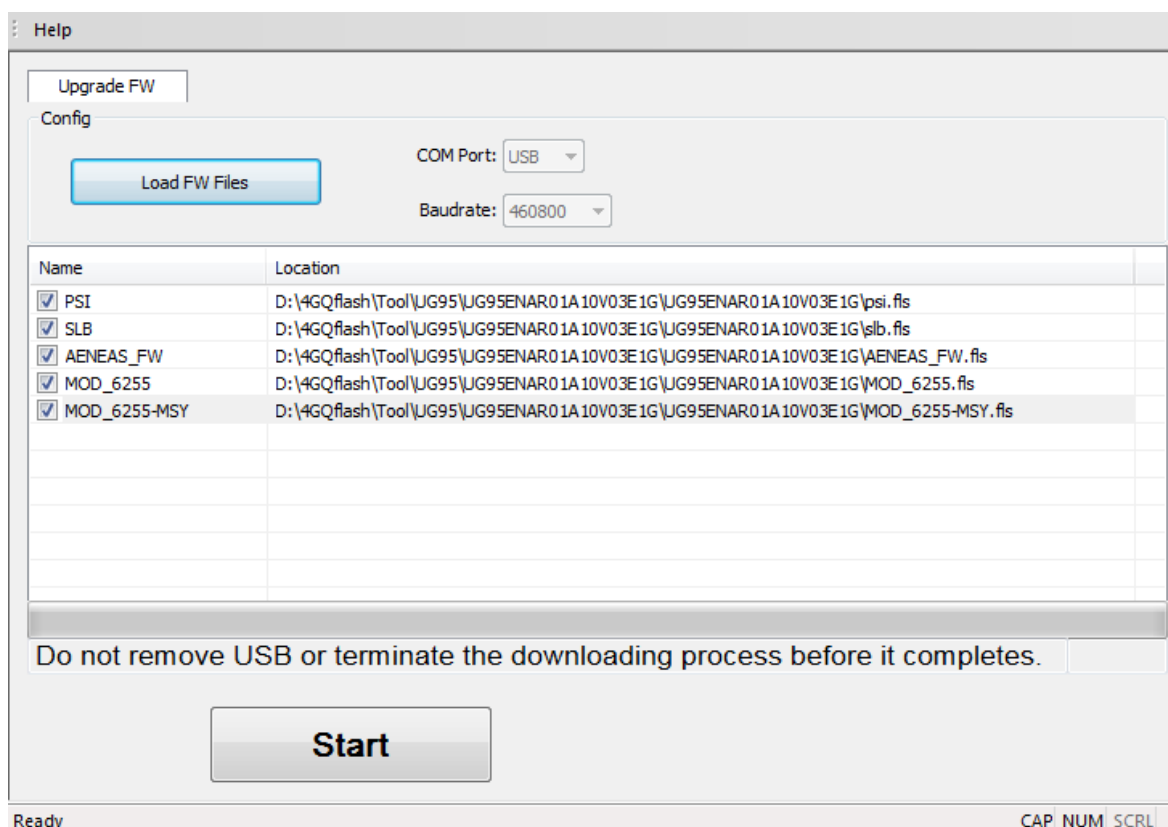 Help
Upgrade FW
Config
Load FW Files
COM Port: USB
Baudrate: 460800
Name Location
PSI D:\4GQflash\Tool\UG95\UG95ENAR01A10V03E1G\UG95ENAR01A10V03E1G\psi.fls
SLB D:\4GQflash\Tool\UG95\UG95ENAR01A10V03E1G\UG95ENAR01A10V03E1G\slb.fls
AENEAS_FW D:\4GQflash\Tool\UG95\UG95ENAR01A10V03E1G\UG95ENAR01A10V03E1G\AENEAS_FW.fls
MOD_6255 D:\4GQflash\Tool\UG95\UG95ENAR01A10V03E1G\UG95ENAR01A10V03E1G\MOD_6255.fls
MOD_6255-MSY D:\4GQflash\Tool\UG95\UG95ENAR01A10V03E1G\UG95ENAR01A10V03E1G\MOD_6255-MSY.fls
Do not remove USB or terminate the downloading process before it completes.
Start
Ready CAP NUM SCRL